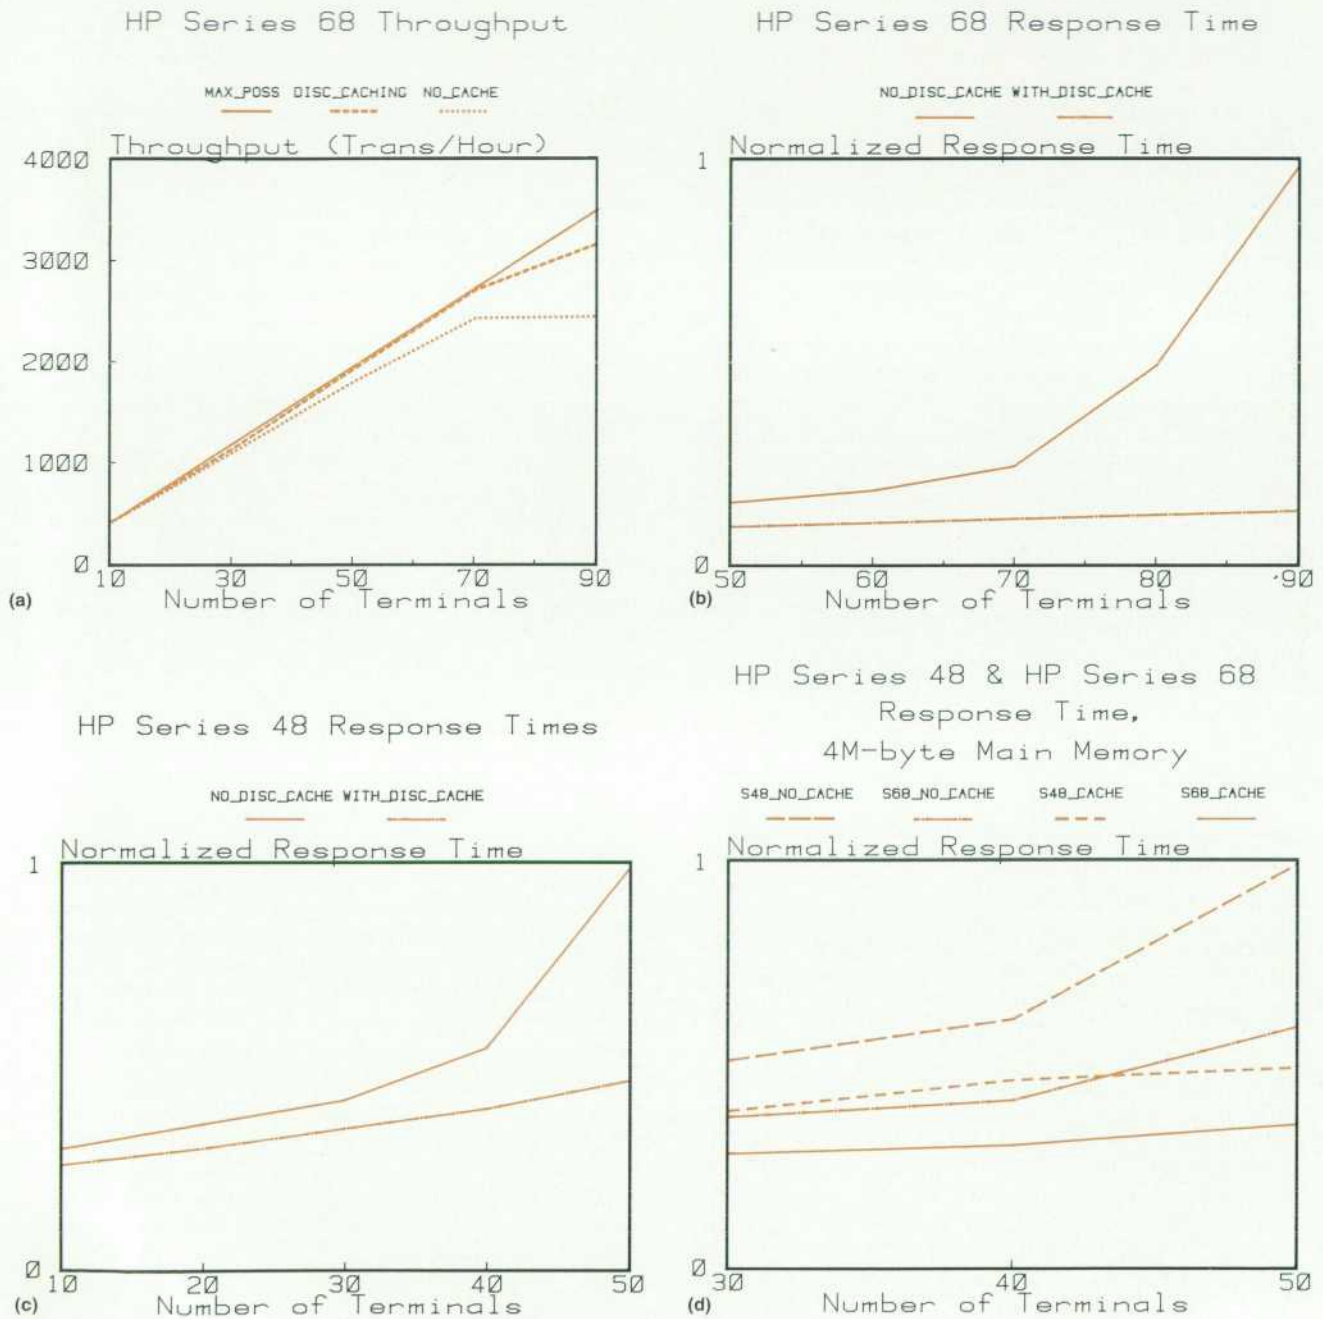 HP Series 68 Throughput
MAX_POSS DISC_CACHING NO_CACHE
Throughput (Trans/Hour)
4000
3000
2000
1000
0
10 30 50 70 90
Number of Terminals
(a)
HP Series 68 Response Time
NO_DISC_CACHE WITH_DISC_CACHE
Normalized Response Time
1
0
50 60 70 80 90
Number of Terminals
(b)
HP Series 48 Response Times
NO_DISC_CACHE WITH_DISC_CACHE
Normalized Response Time
1
0
10 20 30 40 50
Number of Terminals
(c)
HP Series 48 & HP Series 68
Response Time,
4M-byte Main Memory
S48_NO_CACHE S68_NO_CACHE S48_CACHE S68_CACHE
Normalized Response Time
1
0
30 40 50
Number of Terminals
(d)